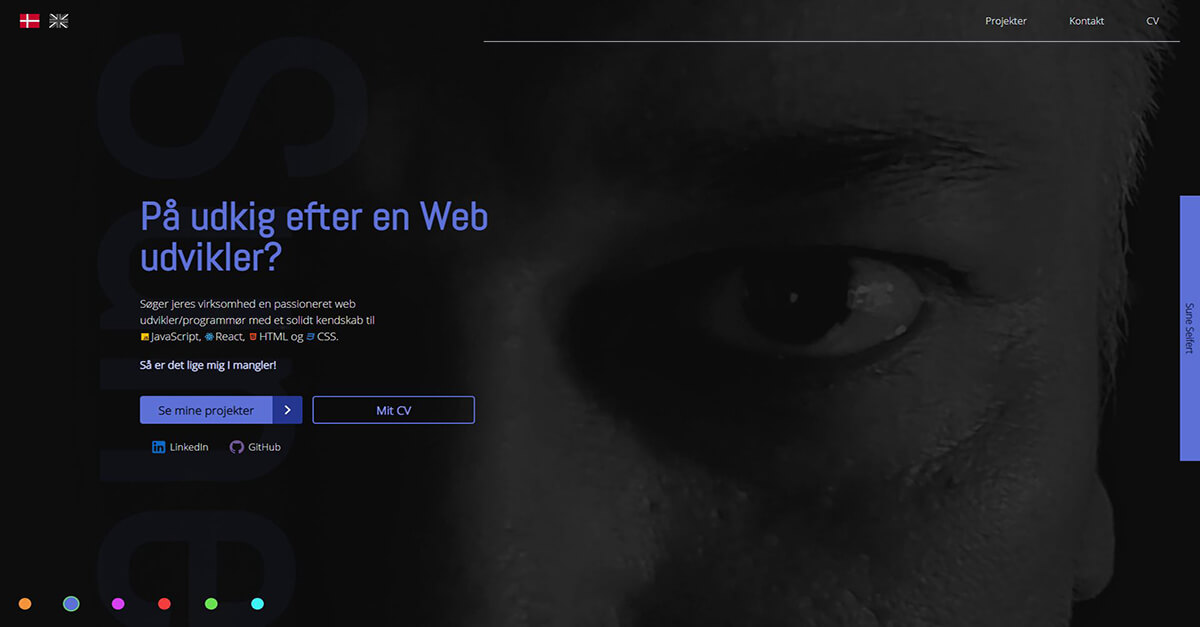 Projekter
Kontakt
CV
Sune
På udkig efter en Web
udvikler?
Søger jeres virksomhed en passioneret web
udvikler/programmør med et solidt kendskab til
JavaScript, React, HTML og CSS.
Så er det lige mig I mangler!
Se mine projekter
Mit CV
LinkedIn
GitHub
Sune Seifert